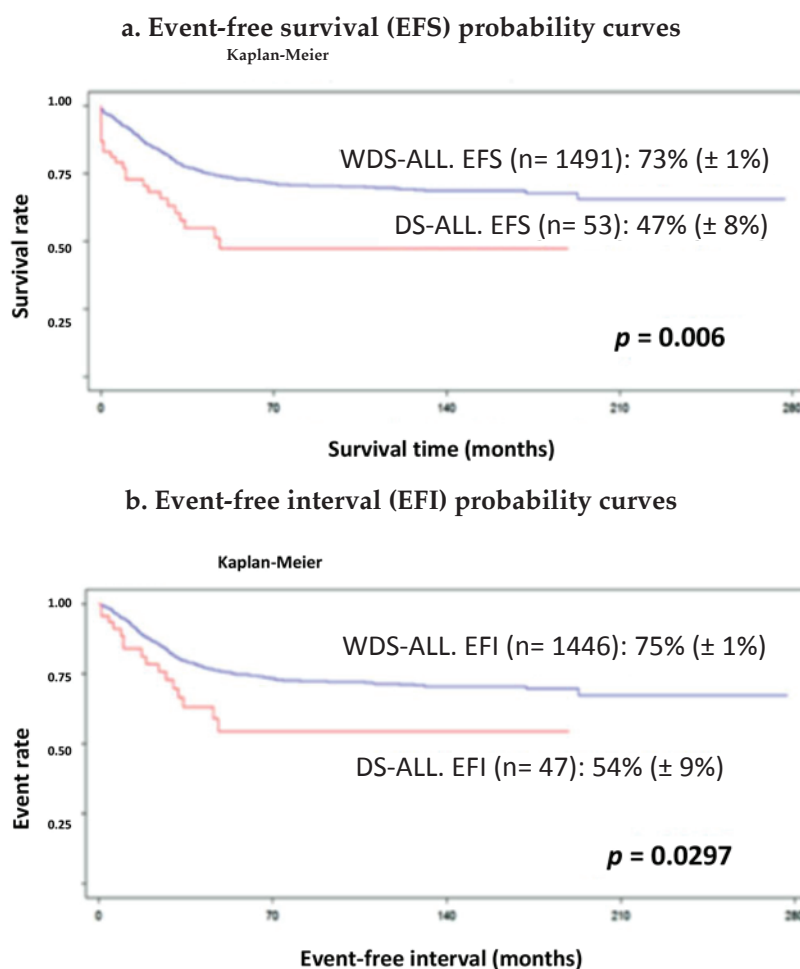 a. Event-free survival (EFS) probability curves
Kaplan-Meier
1.00
WDS-ALL. EFS (n= 1491): 73% (± 1%)
0.75
DS-ALL. EFS (n= 53): 47% (± 8%)
0.50
Survival rate
0.25
p = 0.006
0 70 140 210 280
Survival time (months)
b. Event-free interval (EFI) probability curves
Kaplan-Meier
1.00
WDS-ALL. EFI (n= 1446): 75% (± 1%)
0.75
0.50
DS-ALL. EFI (n= 47): 54% (± 9%)
Event rate
0.25
p = 0.0297
0 70 140 210 280
Event-free interval (months)